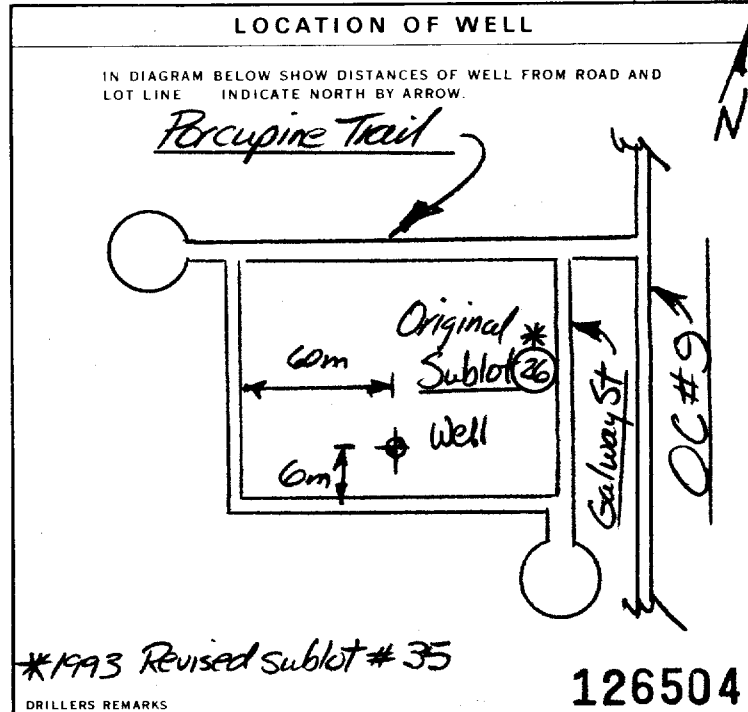 LOCATION OF WELL
IN DIAGRAM BELOW SHOW DISTANCES OF WELL FROM ROAD AND
LOT LINE INDICATE NORTH BY ARROW.
N
Porcupine Trail
Original *
Sublot 26
60m
Well
6m
Galway St
OC #9
*1993 Revised Sublot # 35
126504
DRILLERS REMARKS